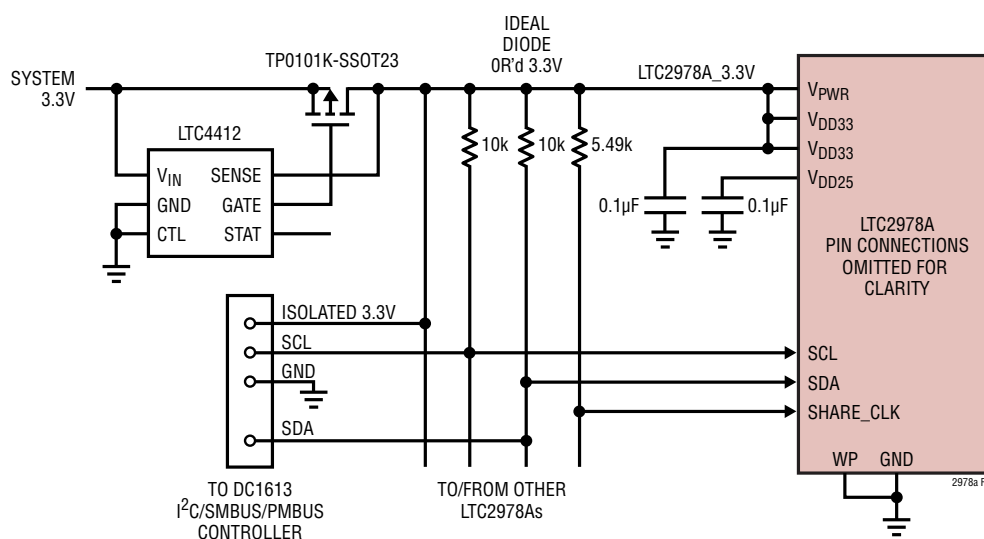 IDEAL
DIODE
OR'd 3.3V
TP0101K-SSOT23
SYSTEM
3.3V
LTC2978A_3.3V
LTC4412
VIN
SENSE
GND
GATE
CTL
STAT
10k
10k
5.49k
0.1µF
0.1µF
VPWR
VDD33
VDD33
VDD25
LTC2978A
PIN CONNECTIONS
OMITTED FOR
CLARITY
ISOLATED 3.3V
SCL
GND
SDA
SCL
SDA
SHARE_CLK
WP
GND
TO DC1613
I2C/SMBUS/PMBUS
CONTROLLER
TO/FROM OTHER
LTC2978As
2978a